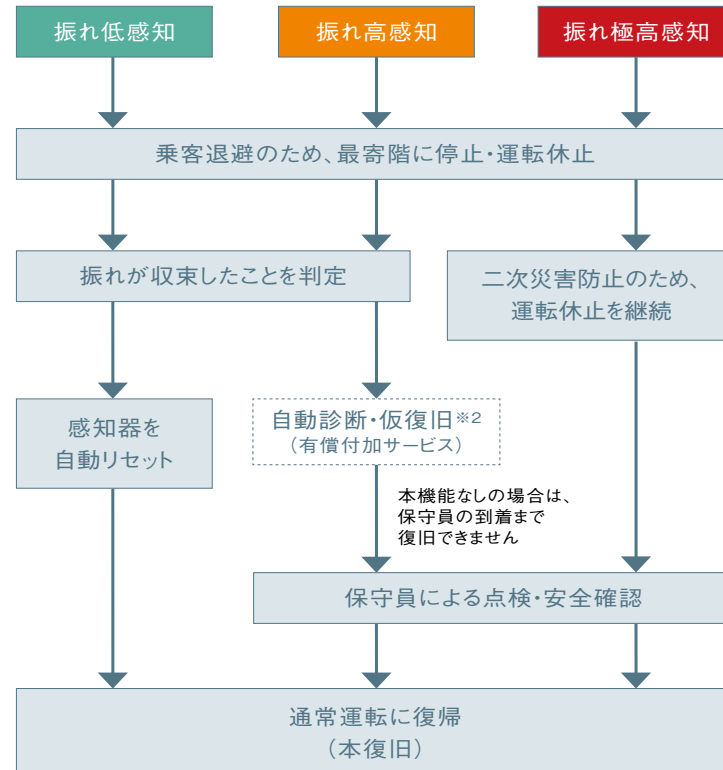 振れ低感知
振れ高感知
振れ極高感知
乗客退避のため、最寄階に停止・運転休止
振れが収束したことを判定
二次災害防止のため、
運転休止を継続
感知器を
自動リセット
自動診断・仮復旧※2
(有償付加サービス)
本機能なしの場合は、
保守員の到着まで
復旧できません
保守員による点検・安全確認
通常運転に復帰
(本復旧)